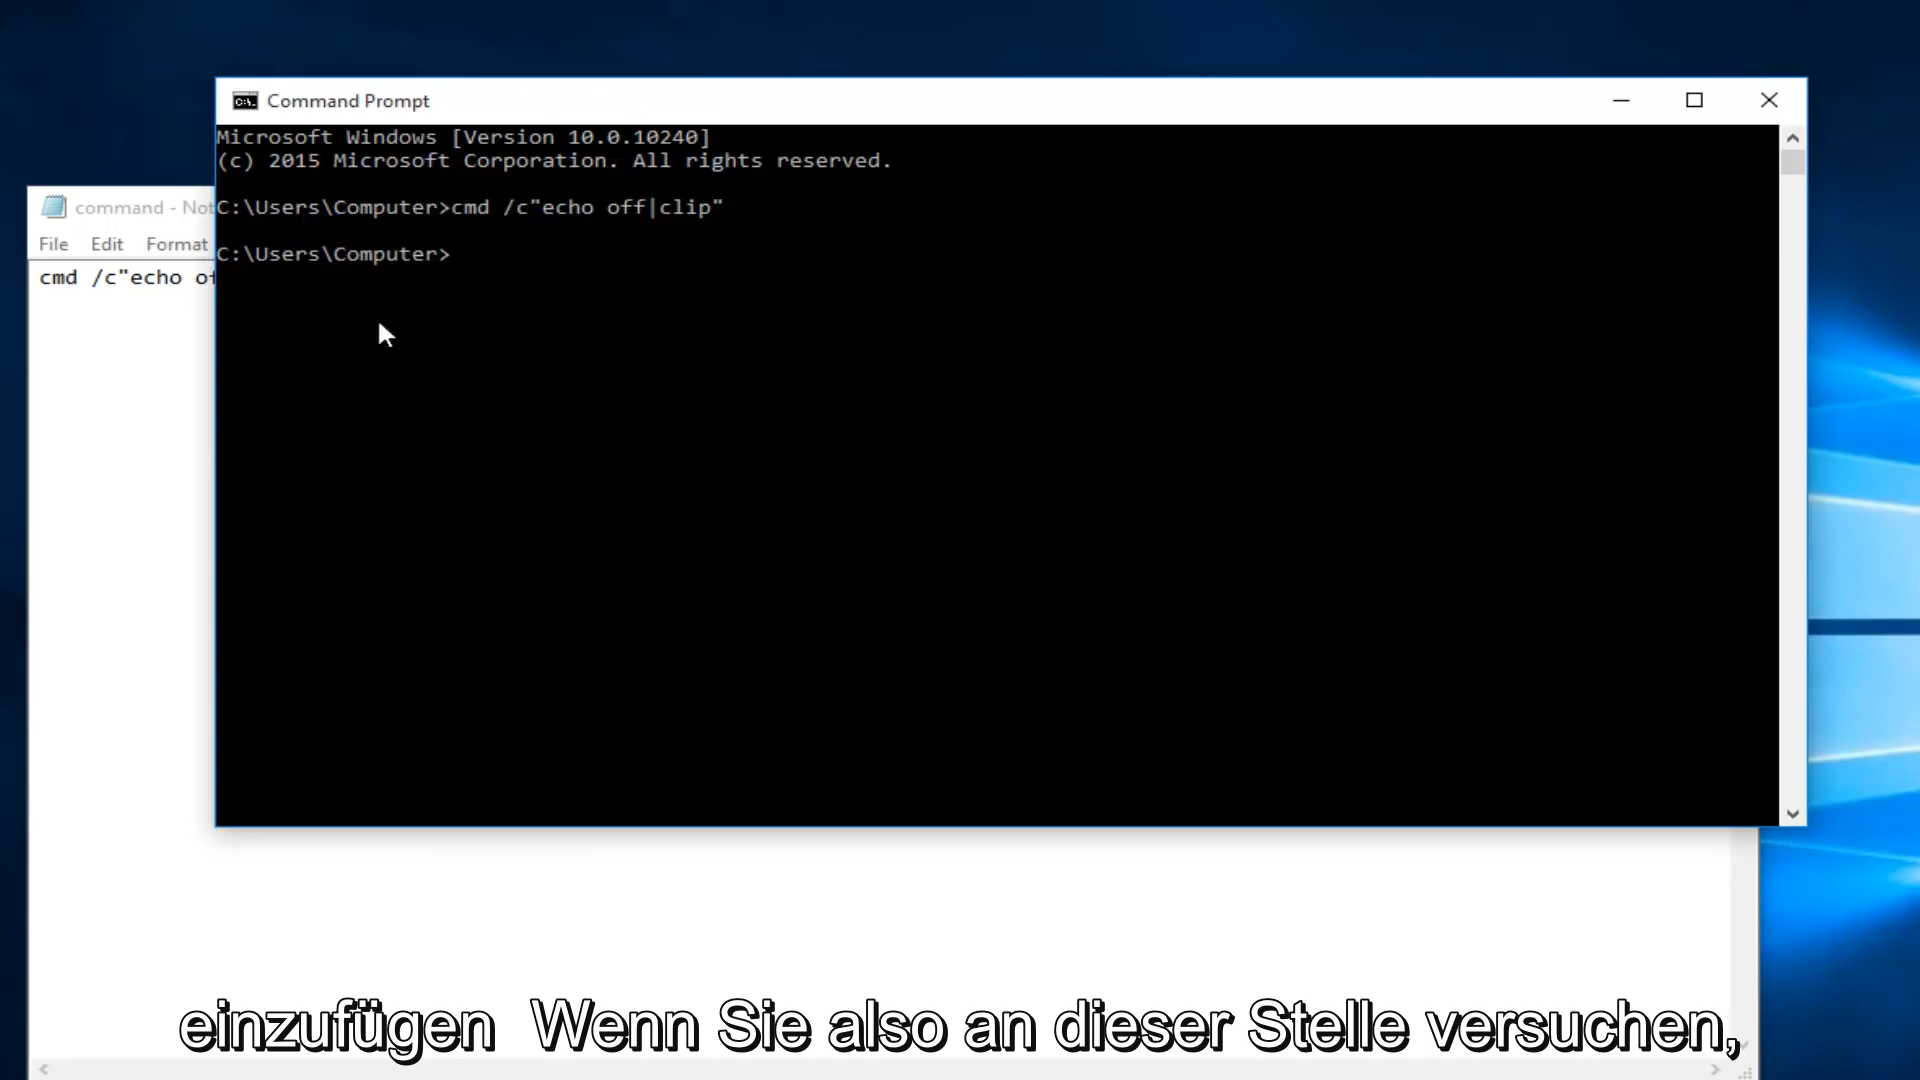 Command Prompt
Microsoft Windows [Version 10.0.10240]
(c) 2015 Microsoft Corporation. All rights reserved.
command - Not
C:\Users\Computer>cmd /c"echo off|clip"
File Edit Format
C:\Users\Computer>
cmd /c"echo of
einzufügen Wenn Sie also an dieser Stelle versuchen,